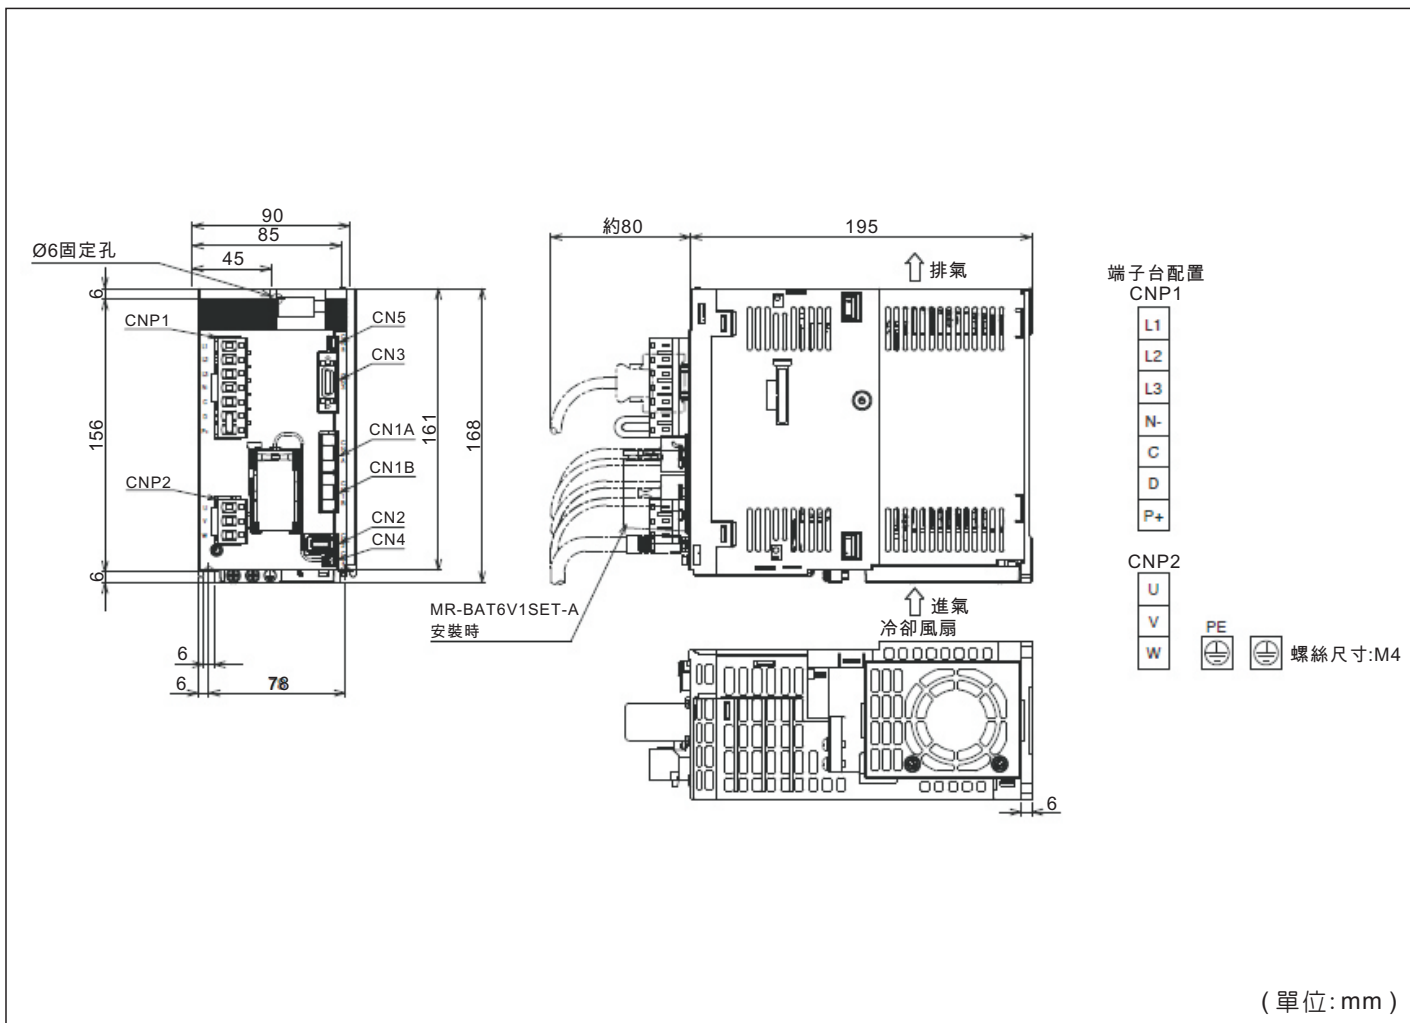 90
85
45
Ø6固定孔
6
CNP1
CN5
CN3
156
161
168
CN1A
CN1B
CNP2
CN2
CN4
6
6
6
約80
195
排氣
MR-BAT6V1SET-A
安裝時
進氣
冷卻風扇
6
端子台配置
CNP1
L1
L2
L3
N-
C
D
P+
CNP2
U
V
W
PE
螺絲尺寸:M4
(單位:mm)